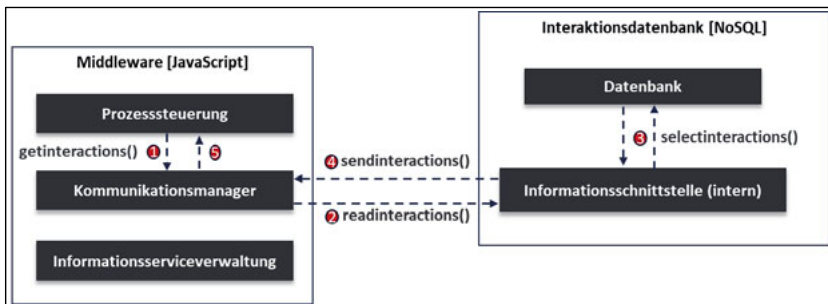 Interaktionsdatenbank [NoSQL]
Middleware [JavaScript]
Prozesssteuerung
Datenbank
getinteractions() 1 5
3 selectinteractions()
4 sendinteractions()
Kommunikationsmanager
Informationsschnittstelle (intern)
2 readinteractions()
Informationsserviceverwaltung